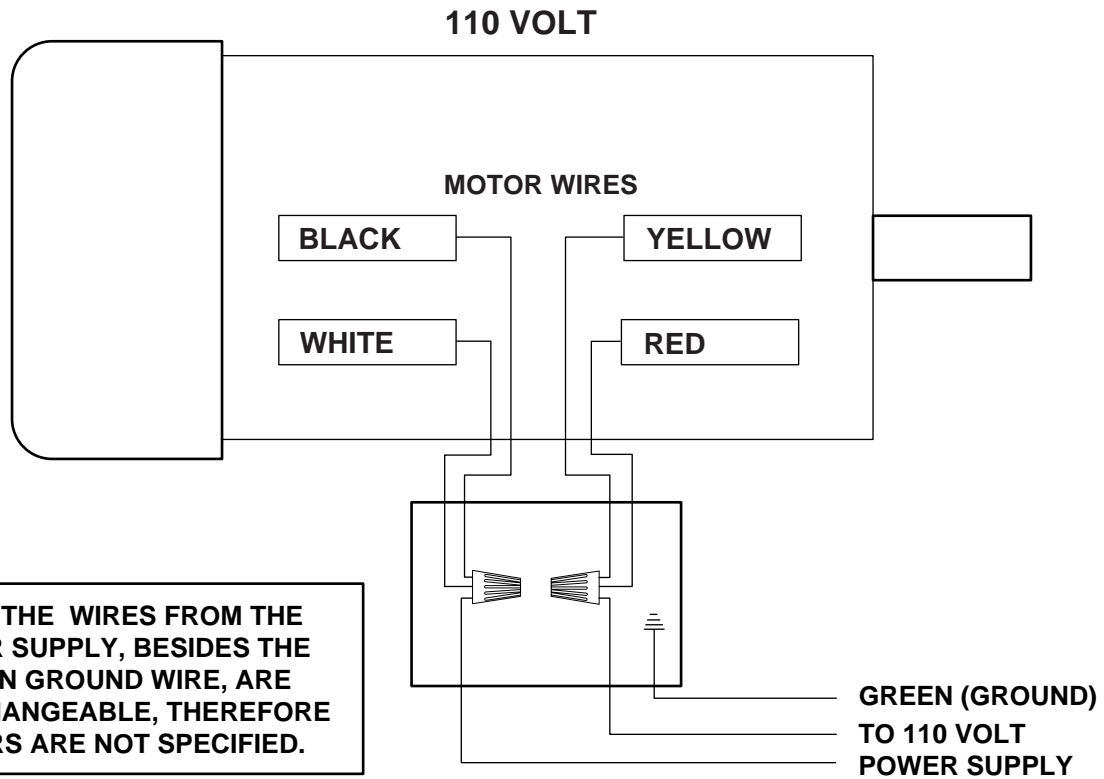 110 VOLT
MOTOR WIRES
BLACK
YELLOW
WHITE
RED
THE WIRES FROM THE
SUPPLY, BESIDES THE
GROUND WIRE, ARE
THEREFORE
ARE NOT SPECIFIED.
GREEN (GROUND)
TO 110 VOLT
POWER SUPPLY